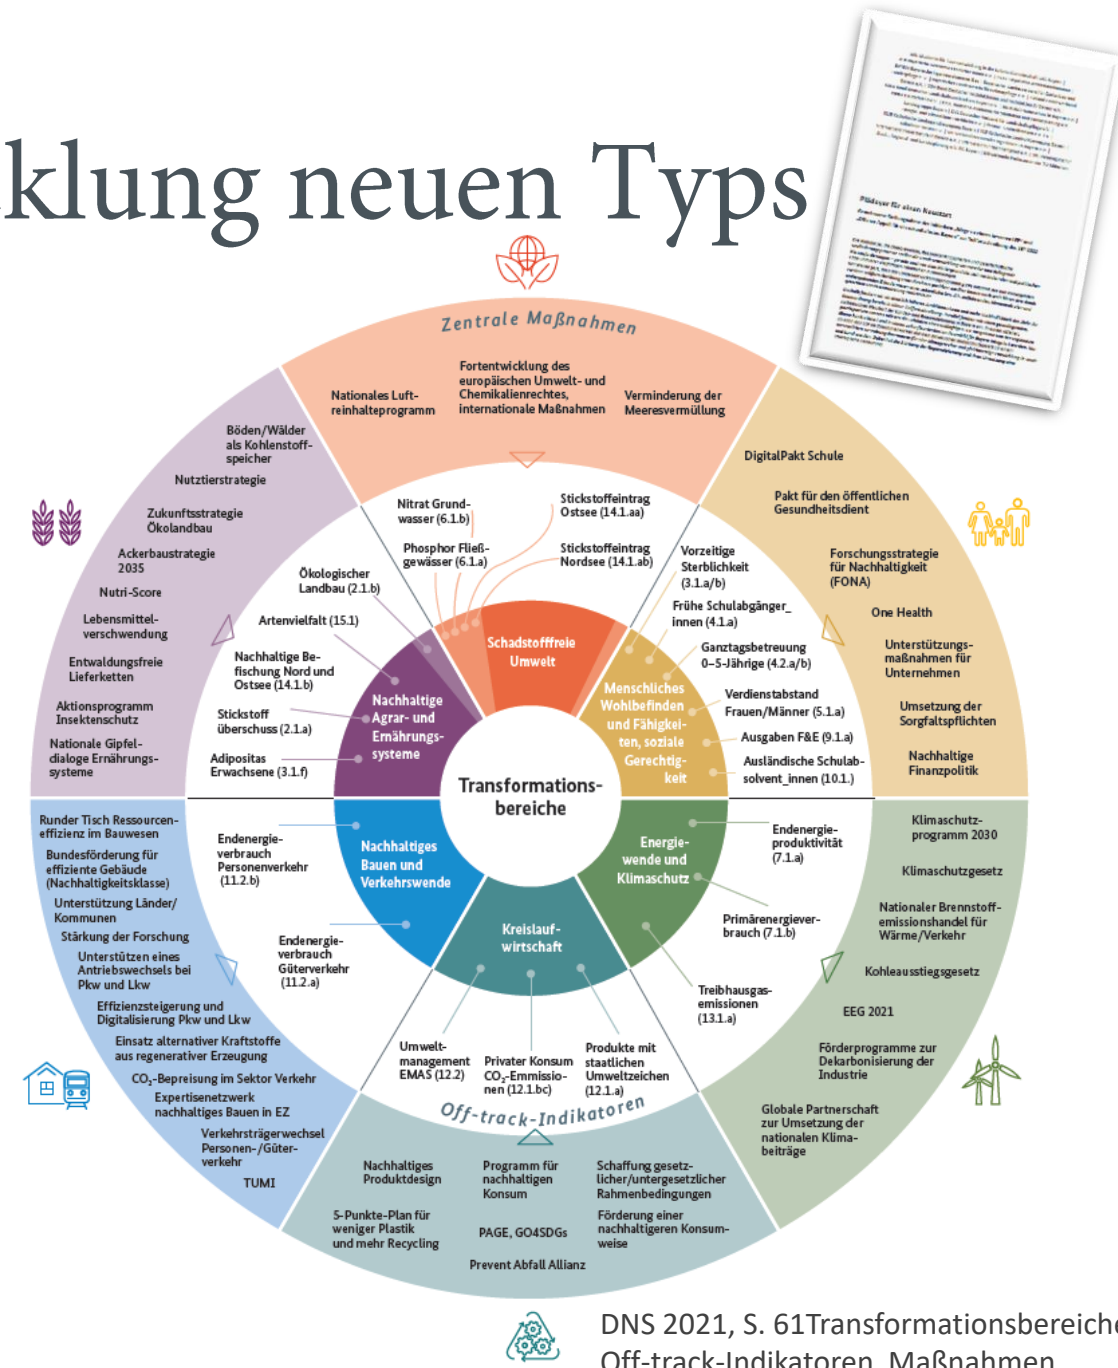 klung neuen Typs
Plädoyer für einen Neustart
Zentrale Maßnahmen
Nationales Luft-
reinhalteprogramm
Fortentwicklung des
europäischen Umwelt- und
Chemikalienrechtes,
internationale Maßnahmen
Verminderung der
Meeresvermüllung
Böden/Wälder
als Kohlenstoff-
speicher
Nutztierstrategie
Zukunftsstrategie
Ökolandbau
Ackerbaustrategie
2035
Nutri-Score
Lebensmittel-
verschwendung
Entwaldungsfreie
Lieferketten
Aktionsprogramm
Insektenschutz
Nationale Gipfel-
dialoge Ernährungs-
systeme
DigitalPakt Schule
Pakt für den öffentlichen
Gesundheitsdient
Forschungsstrategie
für Nachhaltigkeit
(FONA)
One Health
Unterstützungs-
maßnahmen für
Unternehmen
Umsetzung der
Sorgfaltspflichten
Nachhaltige
Finanzpolitik
Nitrat Grund-
wasser (6.1.b)
Phosphor Fließ-
gewässer (6.1.a)
Stickstoffeintrag
Ostsee (14.1.aa)
Stickstoffeintrag
Nordsee (14.1.ab)
Ökologischer
Landbau (2.1.b)
Artenvielfalt (15.1)
Nachhaltige Be-
fischung Nord und
Ostsee (14.1.b)
Stickstoff
überschuss (2.1.a)
Adipositas
Erwachsene (3.1.f)
Vorzeitige
Sterblichkeit
(3.1.a/b)
Frühe Schulabgänger_
innen (4.1.a)
Ganztagsbetreuung
0–5-Jährige (4.2.a/b)
Verdienstabstand
Frauen/Männer (5.1.a)
Ausgaben F&E (9.1.a)
Ausländische Schulab-
solvent_innen (10.1.)
Schadstofffreie
Umwelt
Nachhaltige
Agrar- und
Ernährungs-
systeme
Menschliches
Wohlbefinden
und Fähigkei-
ten, soziale
Gerechtig-
keit
Transformations-
bereiche
Nachhaltiges
Bauen und
Verkehrswende
Energie-
wende und
Klimaschutz
Kreislauf-
wirtschaft
Runder Tisch Ressourcen-
effizienz im Bauwesen
Bundesförderung für
effiziente Gebäude
(Nachhaltigkeitsklasse)
Unterstützung Länder/
Kommunen
Stärkung der Forschung
Unterstützen eines
Antriebswechsels bei
Pkw und Lkw
Effizienzsteigerung und
Digitalisierung Pkw und Lkw
Einsatz alternativer Kraftstoffe
aus regenerativer Erzeugung
CO₂-Bepreisung im Sektor Verkehr
Expertisenetzwerk
nachhaltiges Bauen in EZ
Verkehrsträgerwechsel
Personen-/Güter-
verkehr
TUMI
Endenergie-
verbrauch
Personenverkehr
(11.2.b)
Endenergie-
verbrauch
Güterverkehr
(11.2.a)
Endenergie-
produktivität
(7.1.a)
Primärenergiever-
brauch (7.1.b)
Treibhausgas-
emissionen
(13.1.a)
Klimaschutz-
programm 2030
Klimaschutzgesetz
Nationaler Brennstoff-
emissionshandel für
Wärme/Verkehr
Kohleausstiegsgesetz
EEG 2021
Förderprogramme zur
Dekarbonisierung der
Industrie
Globale Partnerschaft
zur Umsetzung der
nationalen Klima-
beiträge
Umwelt-
management
EMAS (12.2)
Privater Konsum
CO₂-Emmissio-
nen (12.1.bc)
Produkte mit
staatlichen
Umweltzeichen
(12.1.a)
Off-track-Indikatoren
Nachhaltiges
Produktdesign
Programm für
nachhaltigen
Konsum
Schaffung gesetz-
licher/untergesetzlicher
Rahmenbedingungen
5-Punkte-Plan für
weniger Plastik
und mehr Recycling
PAGE, GO4SDGs
Förderung einer
nachhaltigeren Konsum-
weise
Prevent Abfall Allianz
DNS 2021, S. 61Transformationsbereiche
Off-track-Indikatoren, Maßnahmen